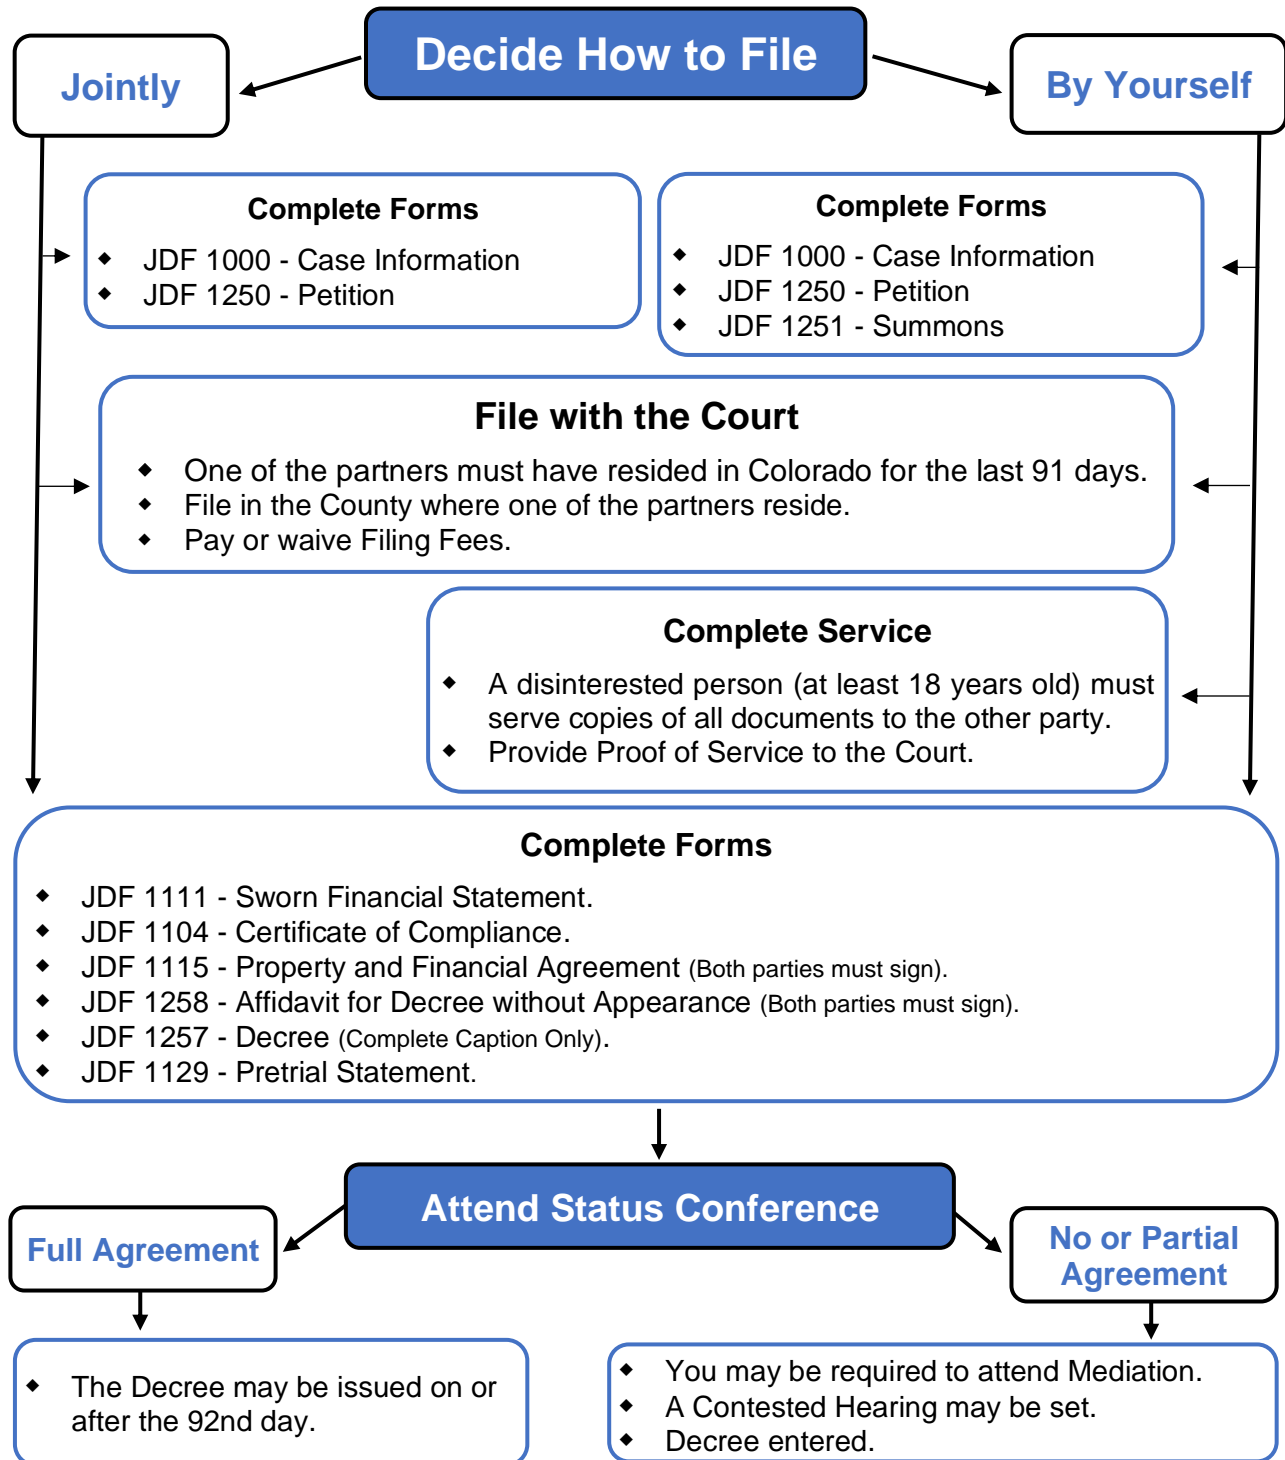 Decide How to File
Jointly
By Yourself
Complete Forms
◆ JDF 1000 - Case Information
◆ JDF 1250 - Petition
Complete Forms
◆ JDF 1000 - Case Information
◆ JDF 1250 - Petition
◆ JDF 1251 - Summons
File with the Court
◆ One of the partners must have resided in Colorado for the last 91 days.
◆ File in the County where one of the partners reside.
◆ Pay or waive Filing Fees.
Complete Service
◆ A disinterested person (at least 18 years old) must
serve copies of all documents to the other party.
◆ Provide Proof of Service to the Court.
Complete Forms
◆ JDF 1111 - Sworn Financial Statement.
◆ JDF 1104 - Certificate of Compliance.
◆ JDF 1115 - Property and Financial Agreement (Both parties must sign).
◆ JDF 1258 - Affidavit for Decree without Appearance (Both parties must sign).
◆ JDF 1257 - Decree (Complete Caption Only).
◆ JDF 1129 - Pretrial Statement.
Attend Status Conference
Full Agreement
No or Partial
Agreement
◆ The Decree may be issued on or
after the 92nd day.
◆ You may be required to attend Mediation.
◆ A Contested Hearing may be set.
◆ Decree entered.